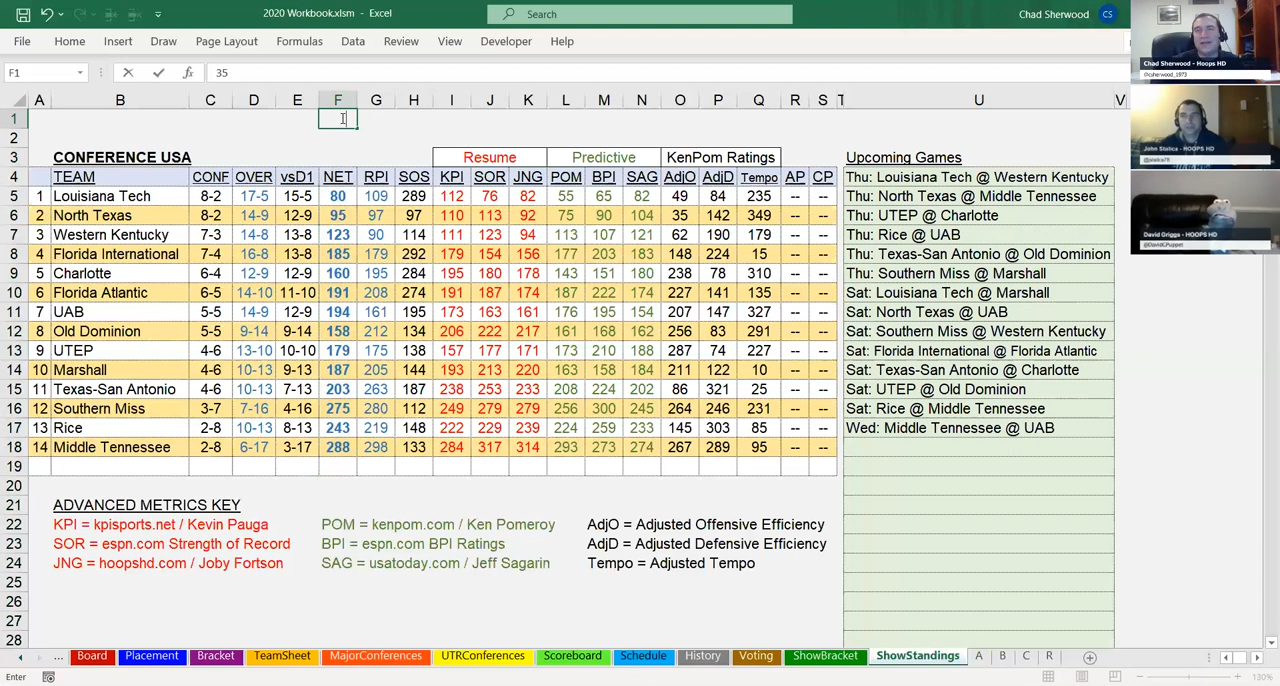 2020 Workbook.xlsm - Excel
Search
Chad Sherwood CS
File Home Insert Draw Page Layout Formulas Data Review View Developer Help
F1 fx 35
A B C D E F G H I J K L M N O P Q R S T U V
1
2
3 CONFERENCE USA Resume Predictive KenPom Ratings Upcoming Games
4 TEAM CONF OVER vsD1 NET RPI SOS KPI SOR JNG POM BPI SAG AdjO AdjD Tempo AP CP Thu: Louisiana Tech @ Western Kentucky
5 1 Louisiana Tech 8-2 17-5 15-5 80 109 289 112 76 82 55 65 82 49 84 235 -- -- Thu: North Texas @ Middle Tennessee
6 2 North Texas 8-2 14-9 12-9 95 97 97 110 113 92 75 90 104 35 142 349 -- -- Thu: UTEP @ Charlotte
7 3 Western Kentucky 7-3 14-8 13-8 123 90 114 111 123 94 113 107 121 62 190 179 -- -- Thu: Rice @ UAB
8 4 Florida International 7-4 16-8 13-8 185 179 292 179 154 156 177 203 183 148 224 15 -- -- Thu: Texas-San Antonio @ Old Dominion
9 5 Charlotte 6-4 12-9 12-9 160 195 284 195 180 178 143 151 180 238 78 310 -- -- Thu: Southern Miss @ Marshall
10 6 Florida Atlantic 6-5 14-10 11-10 191 208 274 191 187 174 187 222 174 227 141 135 -- -- Sat: Louisiana Tech @ Marshall
11 7 UAB 5-5 14-9 12-9 194 161 195 173 163 161 176 195 154 207 147 327 -- -- Sat: North Texas @ UAB
12 8 Old Dominion 5-5 9-14 9-14 158 212 134 206 222 217 161 168 162 256 83 291 -- -- Sat: Southern Miss @ Western Kentucky
13 9 UTEP 4-6 13-10 10-10 179 175 138 157 177 171 173 210 188 287 74 227 -- -- Sat: Florida International @ Florida Atlantic
14 10 Marshall 4-6 10-13 9-13 187 205 144 193 213 220 163 158 184 211 122 10 -- -- Sat: Texas-San Antonio @ Charlotte
15 11 Texas-San Antonio 4-6 10-13 7-13 203 263 187 238 253 233 208 224 202 86 321 25 -- -- Sat: UTEP @ Old Dominion
16 12 Southern Miss 3-7 7-16 4-16 275 280 112 249 279 279 256 300 245 264 246 231 -- -- Sat: Rice @ Middle Tennessee
17 13 Rice 2-8 10-13 8-13 243 219 148 222 229 239 224 259 233 145 303 85 -- -- Wed: Middle Tennessee @ UAB
18 14 Middle Tennessee 2-8 6-17 3-17 288 298 133 284 317 314 293 273 274 267 289 95 -- --
19
20
21 ADVANCED METRICS KEY
22 KPI = kpisports.net / Kevin Pauga POM = kenpom.com / Ken Pomeroy AdjO = Adjusted Offensive Efficiency
23 SOR = espn.com Strength of Record BPI = espn.com BPI Ratings AdjD = Adjusted Defensive Efficiency
24 JNG = hoopshd.com / Joby Fortson SAG = usatoday.com / Jeff Sagarin Tempo = Adjusted Tempo
25
26
27
28
... Board Placement Bracket TeamSheet MajorConferences UTRConferences Scoreboard Schedule History Voting ShowBracket ShowStandings A B C R
Enter 130%
Chad Sherwood - Hoops HD
@csherwood_1973
John Stalica - HOOPS HD
@stalica78
David Griggs - HOOPS HD
@DavidCPuppet